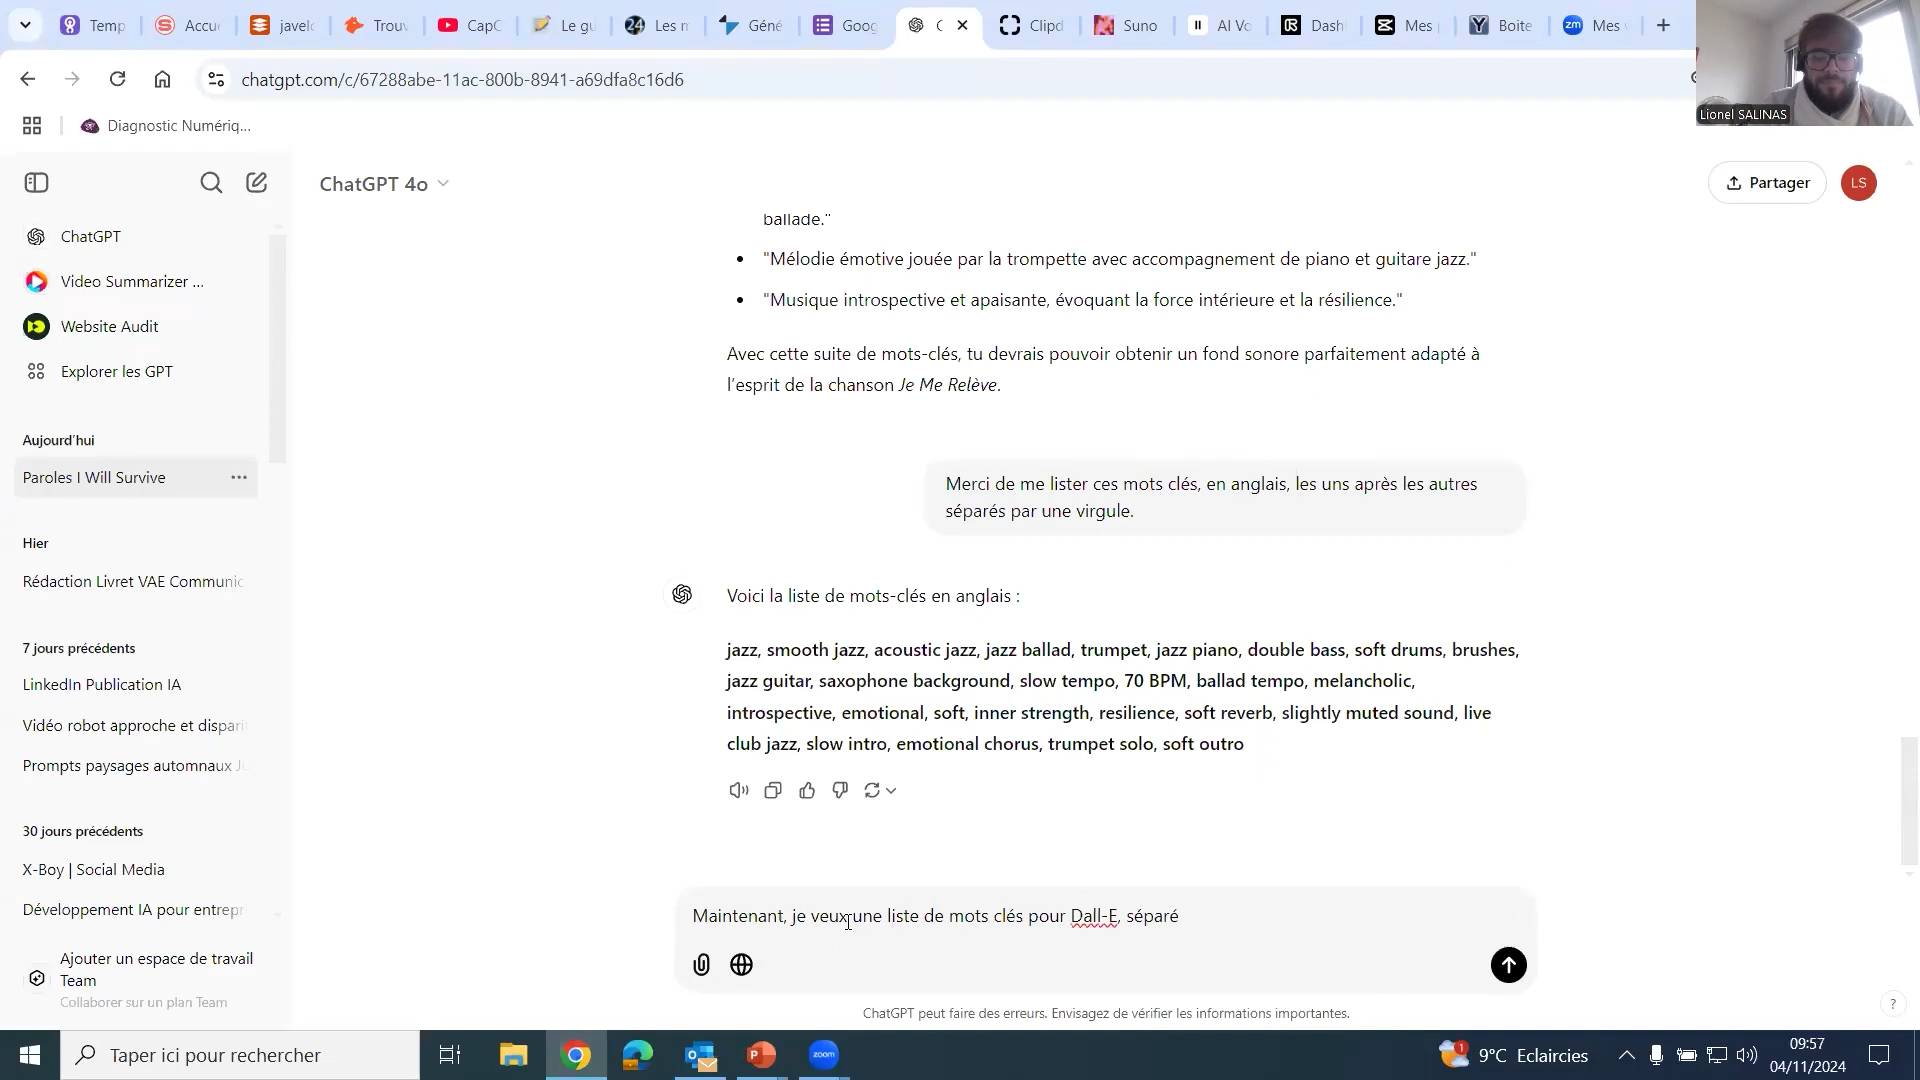 Temp
Accu
javelo
Trouv
CapC
Le gu
Les m
Géné
Goog
C
Clipd
Suno
AI Vo
Dash
Mes
Boite
Mes
chatgpt.com/c/67288abe-11ac-800b-8941-a69dfa8c16d6
Diagnostic Numériq...
Lionel SALINAS
ChatGPT 4o
Partager
LS
ChatGPT
Video Summarizer ...
Website Audit
Explorer les GPT
Aujourd'hui
Paroles I Will Survive
Hier
Rédaction Livret VAE Communic
7 jours précédents
LinkedIn Publication IA
Vidéo robot approche et dispari
Prompts paysages automnaux Ju
30 jours précédents
X-Boy | Social Media
Développement IA pour entrepr
Ajouter un espace de travail
Team
Collaborer sur un plan Team
ballade."
"Mélodie émotive jouée par la trompette avec accompagnement de piano et guitare jazz."
"Musique introspective et apaisante, évoquant la force intérieure et la résilience."
Avec cette suite de mots-clés, tu devrais pouvoir obtenir un fond sonore parfaitement adapté à
l'esprit de la chanson Je Me Relève.
Merci de me lister ces mots clés, en anglais, les uns après les autres
séparés par une virgule.
Voici la liste de mots-clés en anglais :
jazz, smooth jazz, acoustic jazz, jazz ballad, trumpet, jazz piano, double bass, soft drums, brushes,
jazz guitar, saxophone background, slow tempo, 70 BPM, ballad tempo, melancholic,
introspective, emotional, soft, inner strength, resilience, soft reverb, slightly muted sound, live
club jazz, slow intro, emotional chorus, trumpet solo, soft outro
Maintenant, je veux une liste de mots clés pour Dall-E, séparé
ChatGPT peut faire des erreurs. Envisagez de vérifier les informations importantes.
?
Taper ici pour rechercher
zoom
1
9°C Eclaircies
09:57
04/11/2024